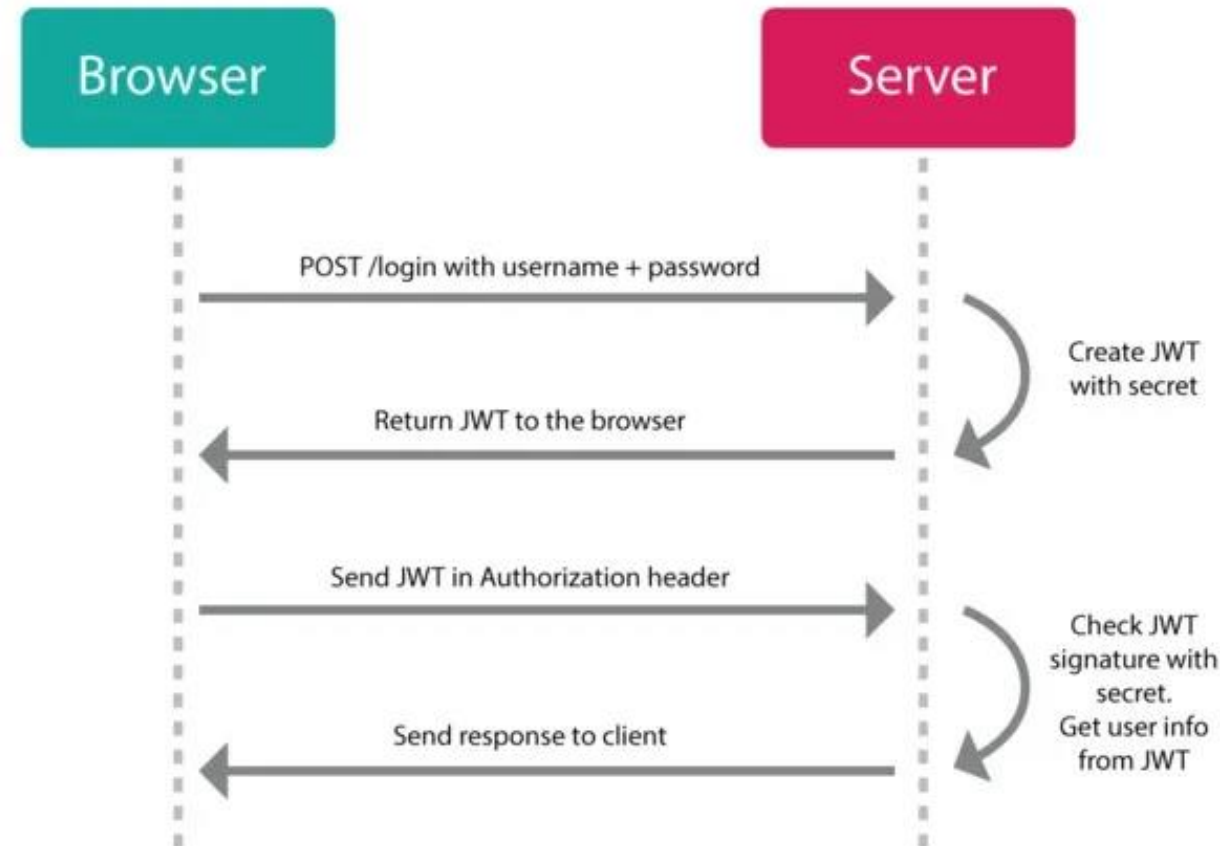 Browser
Server
POST /login with username + password
Create JWT
with secret
Return JWT to the browser
Send JWT in Authorization header
Check JWT
signature with
secret.
Get user info
from JWT
Send response to client